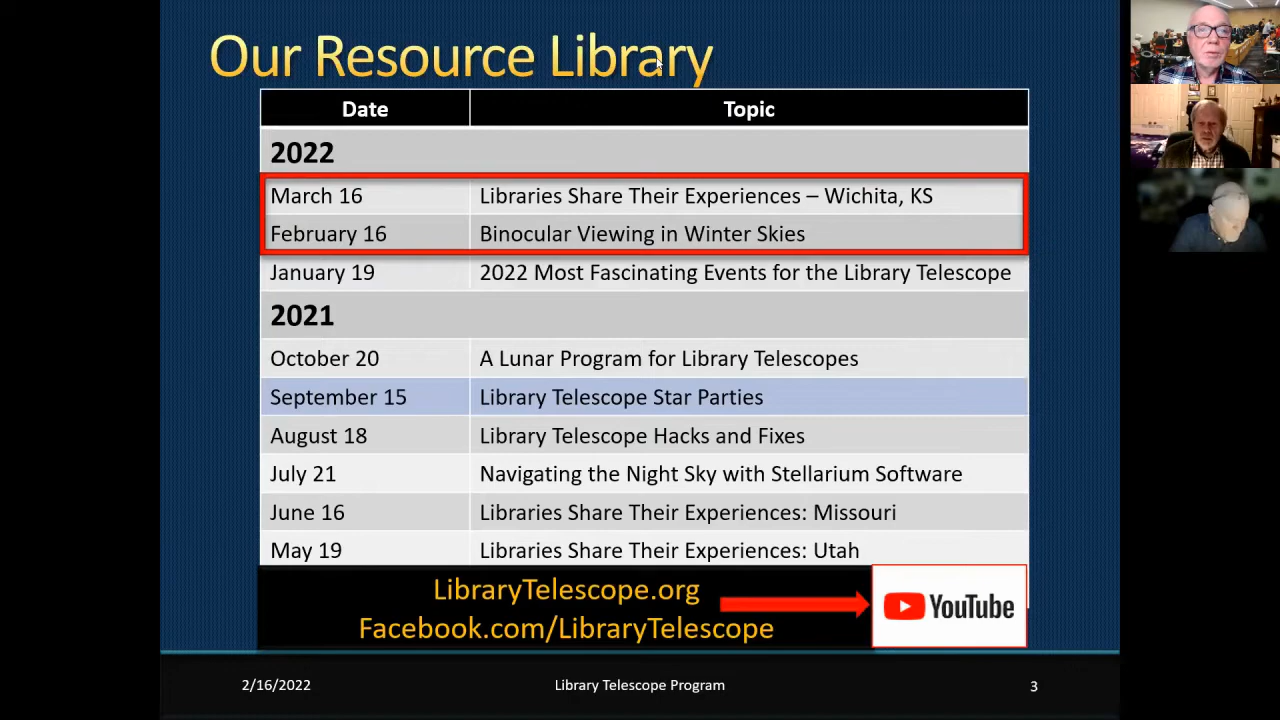 Our Resource Library
Date Topic
2022
March 16 Libraries Share Their Experiences – Wichita, KS
February 16 Binocular Viewing in Winter Skies
January 19 2022 Most Fascinating Events for the Library Telescope
2021
October 20 A Lunar Program for Library Telescopes
September 15 Library Telescope Star Parties
August 18 Library Telescope Hacks and Fixes
July 21 Navigating the Night Sky with Stellarium Software
June 16 Libraries Share Their Experiences: Missouri
May 19 Libraries Share Their Experiences: Utah
LibraryTelescope.org
Facebook.com/LibraryTelescope
YouTube
2/16/2022 Library Telescope Program 3